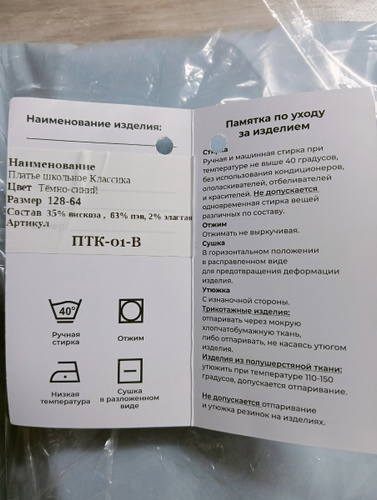 Наименование изделия:
Наименование
Платье школьное Классика
Цвет Тёмно-синий
Размер 128-64
Состав 35% вискоза , 63% пэв, 2% эластан
Артикул
ПТК-01-В
40°
Ручная
стирка
Отжим
Низкая
температура
Сушка
в разложенном
виде
Памятка по уходу
за изделием
Стирка
Ручная и машинная стирка при
температуре не выше 40 градусов,
без использования кондиционеров,
ополаскивателей, отбеливателей
и красителей. Не допускается
одновременная стирка вещей
различных по составу.
Отжим
Отжимать не выкручивая.
Сушка
В горизонтальном положении
в расправленном виде
для предотвращения деформации
изделия.
Утюжка
С изнаночной стороны.
Трикотажные изделия:
отпаривать через мокрую
хлопчатобумажную ткань,
либо отпаривать, не касаясь утюгом
изделия.
Изделия из полушерстяной ткани:
утюжить при температуре 110-150
градусов, допускается отпаривание.
Не допускается отпаривание
и утюжка резинок на изделиях.